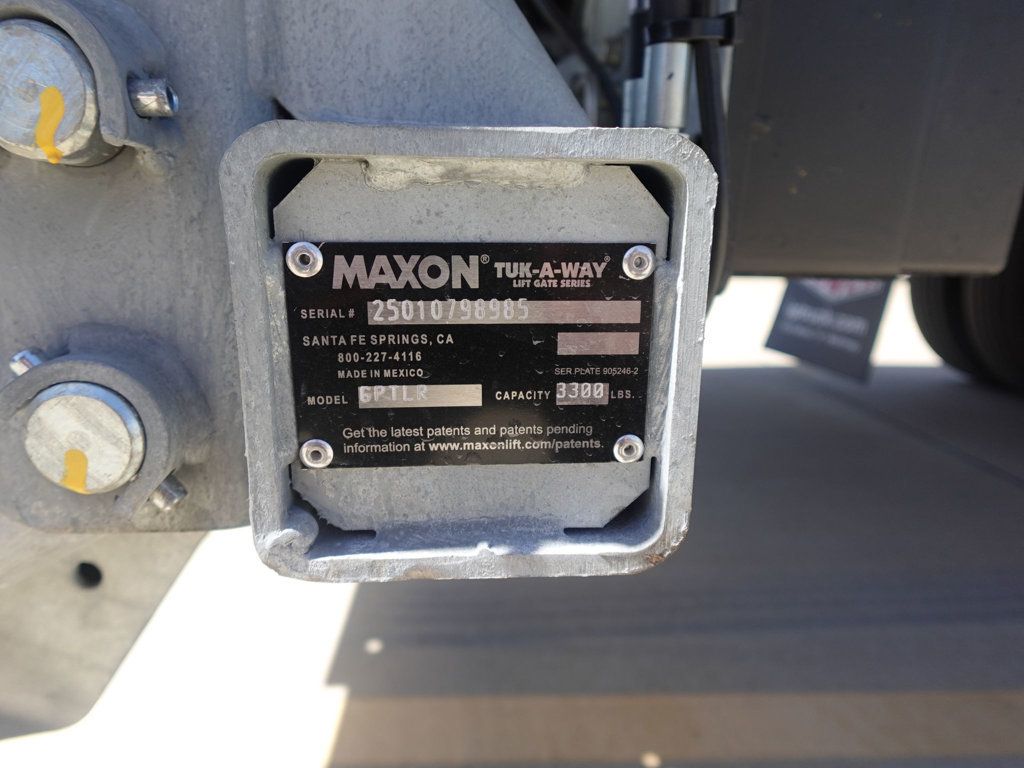 MAXON® TUK-A-WAY®
LIFT GATE SERIES
SERIAL # 25010798985
SANTA FE SPRINGS, CA
800-227-4116
MADE IN MEXICO
SER.PLATE 905246-2
MODEL GPTLR CAPACITY 3300 LBS.
Get the latest patents and patents pending
information at www.maxonlift.com/patents.